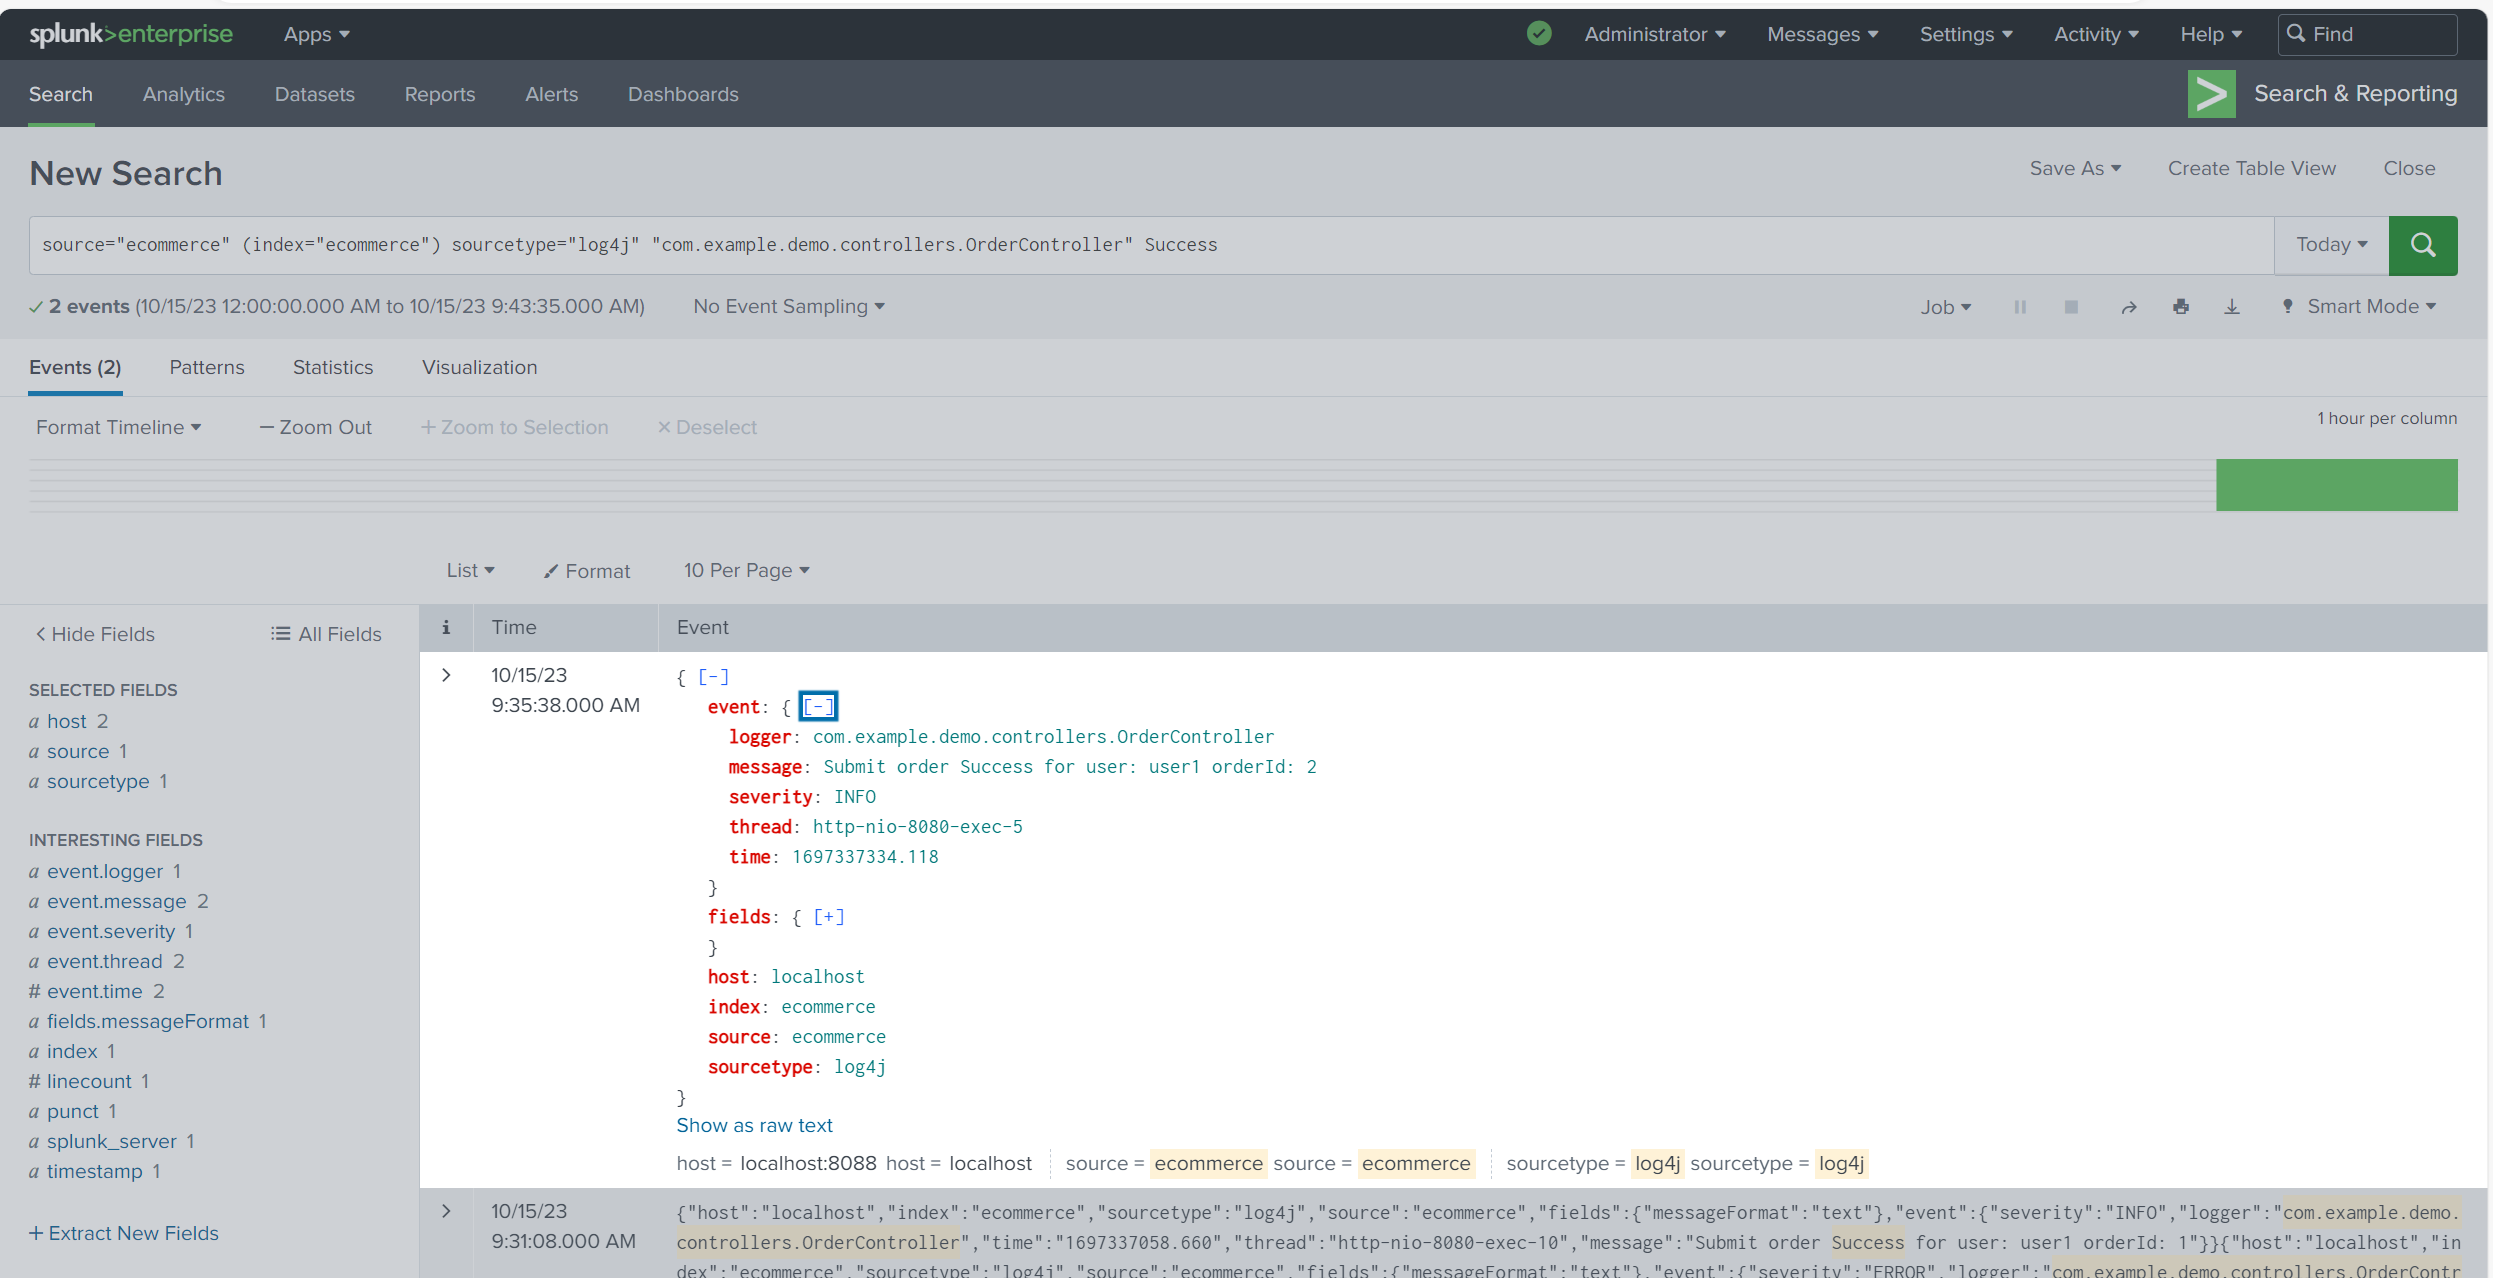 splunk>enterprise Apps Administrator Messages Settings Activity Help Find
Search Analytics Datasets Reports Alerts Dashboards Search & Reporting
New Search Save As Create Table View Close
source="ecommerce" (index="ecommerce") sourcetype="log4j" "com.example.demo.controllers.OrderController" Success Today
2 events (10/15/23 12:00:00.000 AM to 10/15/23 9:43:35.000 AM) No Event Sampling Job Smart Mode
Events (2) Patterns Statistics Visualization
Format Timeline — Zoom Out + Zoom to Selection × Deselect 1 hour per column
List Format 10 Per Page
< Hide Fields All Fields
SELECTED FIELDS
a host 2
a source 1
a sourcetype 1
INTERESTING FIELDS
a event.logger 1
a event.message 2
a event.severity 1
a event.thread 2
# event.time 2
a fields.messageFormat 1
a index 1
# linecount 1
a punct 1
a splunk_server 1
a timestamp 1
+ Extract New Fields
i Time Event
> 10/15/23
9:35:38.000 AM
{ [-]
event: { [-]
logger: com.example.demo.controllers.OrderController
message: Submit order Success for user: user1 orderId: 2
severity: INFO
thread: http-nio-8080-exec-5
time: 1697337334.118
}
fields: { [+]
}
host: localhost
index: ecommerce
source: ecommerce
sourcetype: log4j
}
Show as raw text
host = localhost:8088 host = localhost source = ecommerce source = ecommerce sourcetype = log4j sourcetype = log4j
> 10/15/23
9:31:08.000 AM
{"host":"localhost","index":"ecommerce","sourcetype":"log4j","source":"ecommerce","fields":{"messageFormat":"text"},"event":{"severity":"INFO","logger":"com.example.demo.
controllers.OrderController","time":"1697337058.660","thread":"http-nio-8080-exec-10","message":"Submit order Success for user: user1 orderId: 1"}}{"host":"localhost","in
dex":"ecommerce","sourcetype":"log4j","source":"ecommerce","fields":{"messageFormat":"text"},"event":{"severity":"ERROR","logger":"com.example.demo.controllers.OrderContr